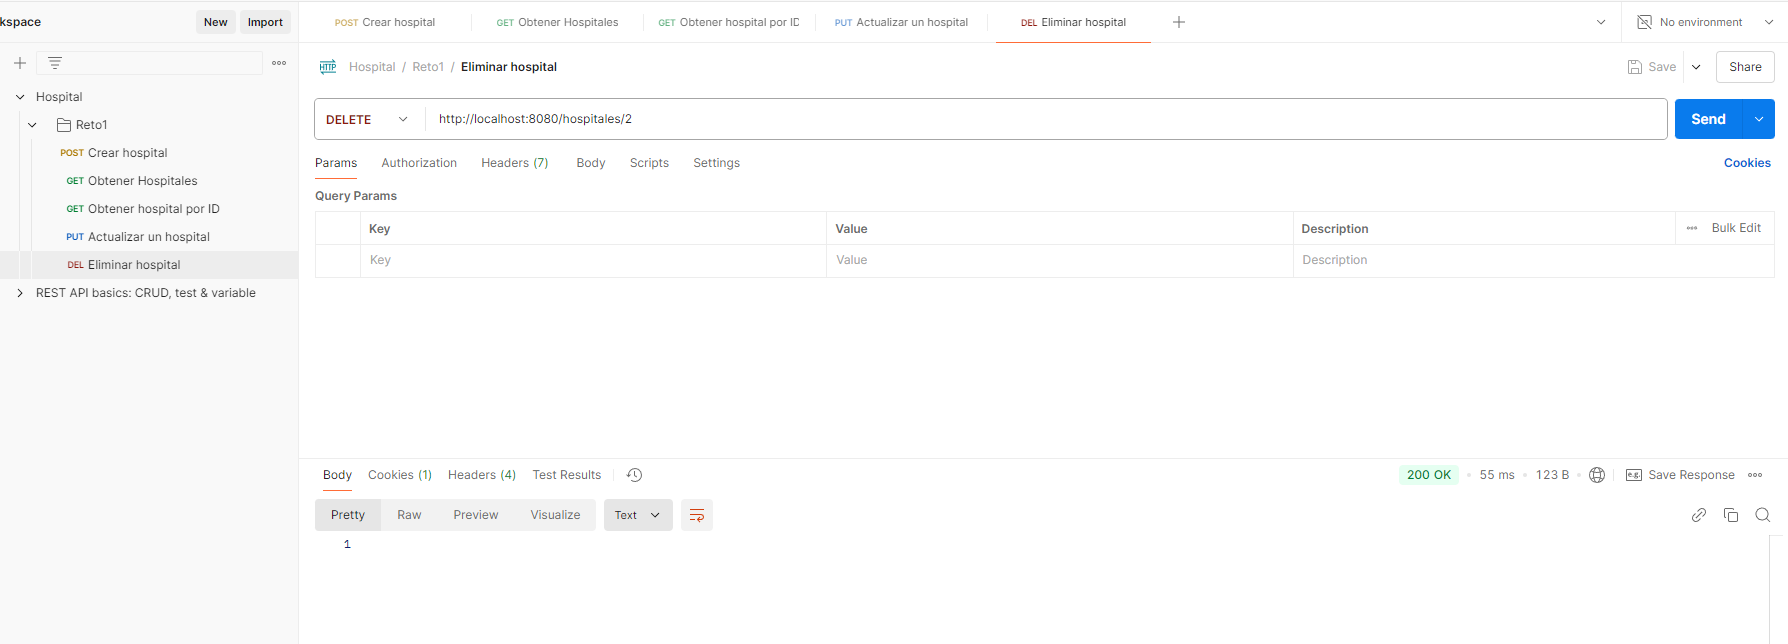 kspace New Import POST Crear hospital GET Obtener Hospitales GET Obtener hospital por ID PUT Actualizar un hospital DEL Eliminar hospital No environment
HTTP Hospital / Reto1 / Eliminar hospital Save Share
Hospital
Reto1
POST Crear hospital
GET Obtener Hospitales
GET Obtener hospital por ID
PUT Actualizar un hospital
DEL Eliminar hospital
REST API basics: CRUD, test & variable
DELETE http://localhost:8080/hospitales/2 Send
Params Authorization Headers (7) Body Scripts Settings Cookies
Query Params
Key Value Description Bulk Edit
Key Value Description
Body Cookies (1) Headers (4) Test Results 200 OK 55 ms 123 B e.g. Save Response
Pretty Raw Preview Visualize Text
1